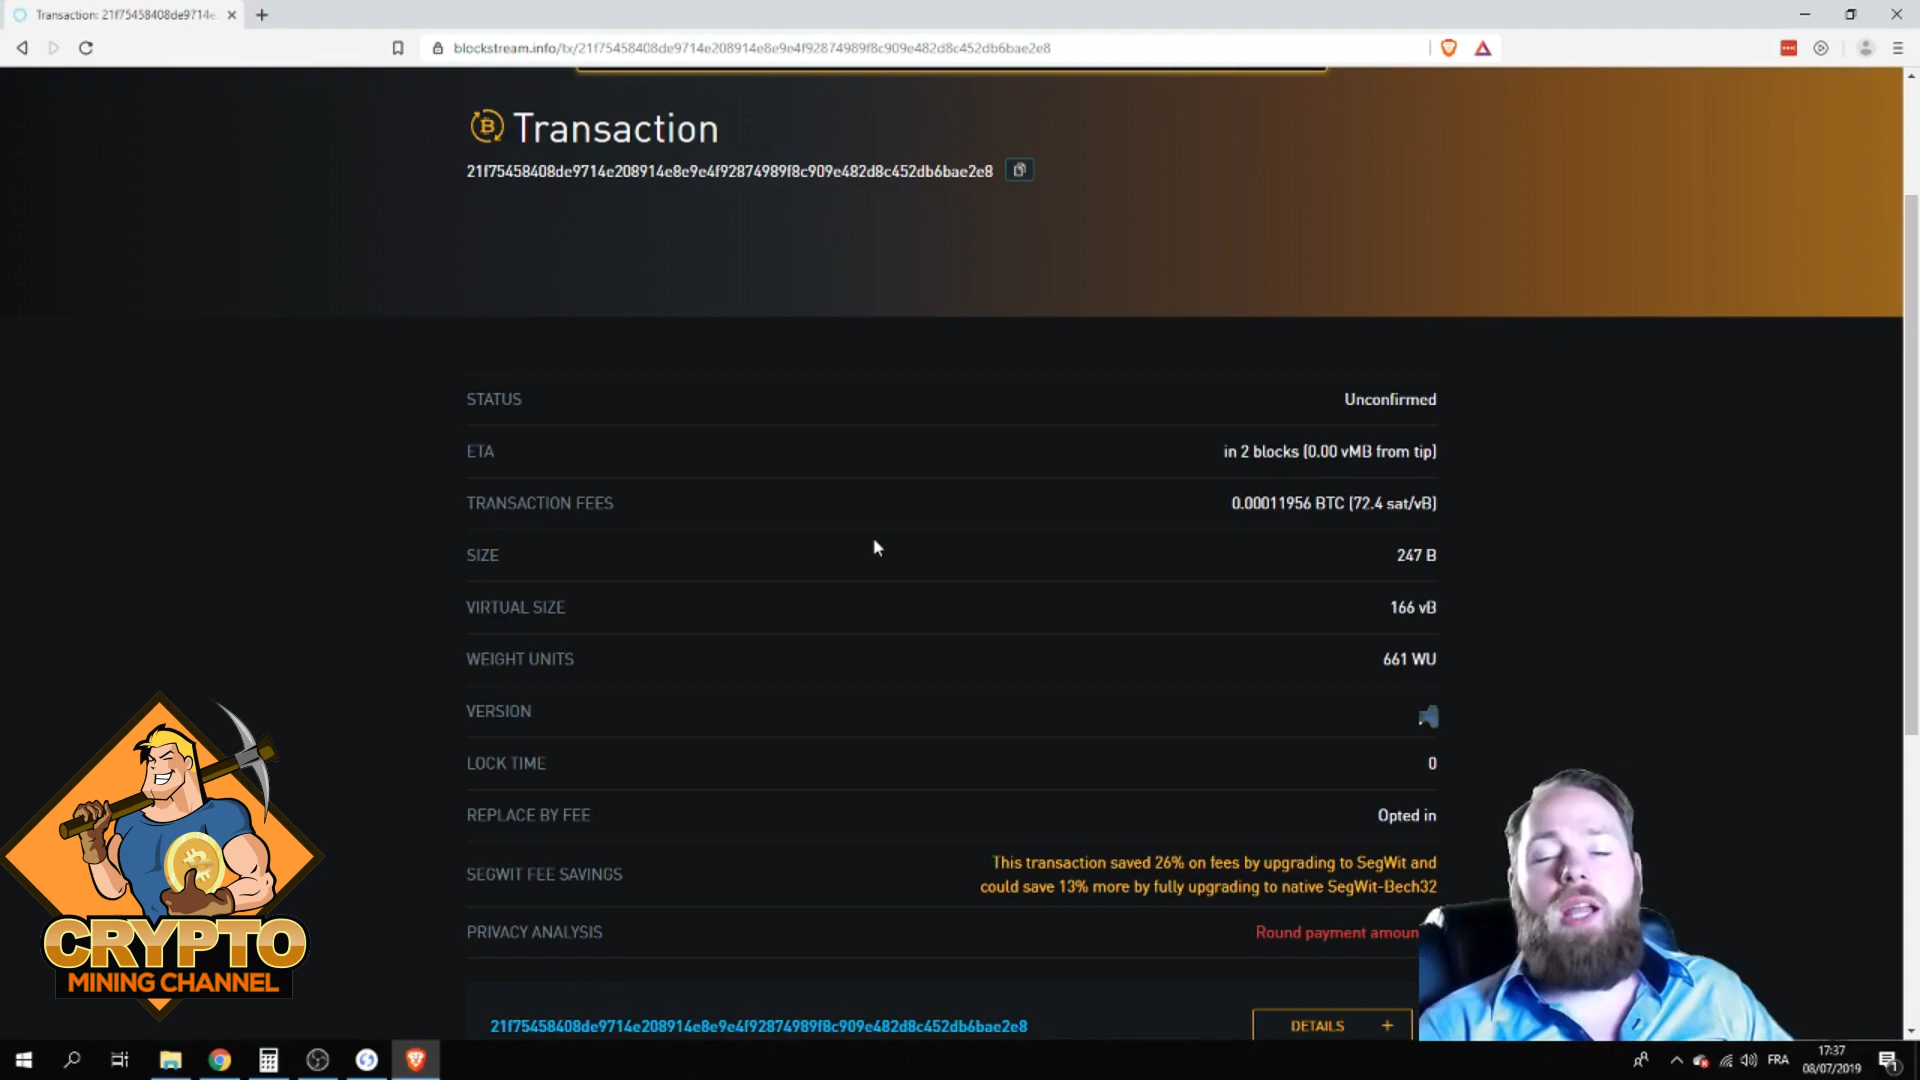 Transaction: 21f75458408de9714e
blockstream.info/tx/21f75458408de9714e208914e8e9e4f92874989f8c909e482d8c452db6bae2e8
Transaction
21f75458408de9714e208914e8e9e4f92874989f8c909e482d8c452db6bae2e8
STATUS Unconfirmed
ETA in 2 blocks (0.00 vMB from tip)
TRANSACTION FEES 0.00011956 BTC (72.4 sat/vB)
SIZE 247 B
VIRTUAL SIZE 166 vB
WEIGHT UNITS 661 WU
VERSION
LOCK TIME 0
REPLACE BY FEE Opted in
SEGWIT FEE SAVINGS This transaction saved 26% on fees by upgrading to SegWit and
could save 13% more by fully upgrading to native SegWit-Bech32
PRIVACY ANALYSIS Round payment amoun
21f75458408de9714e208914e8e9e4f92874989f8c909e482d8c452db6bae2e8 DETAILS +
CRYPTO
MINING CHANNEL
FRA
17:37
08/07/2019
1